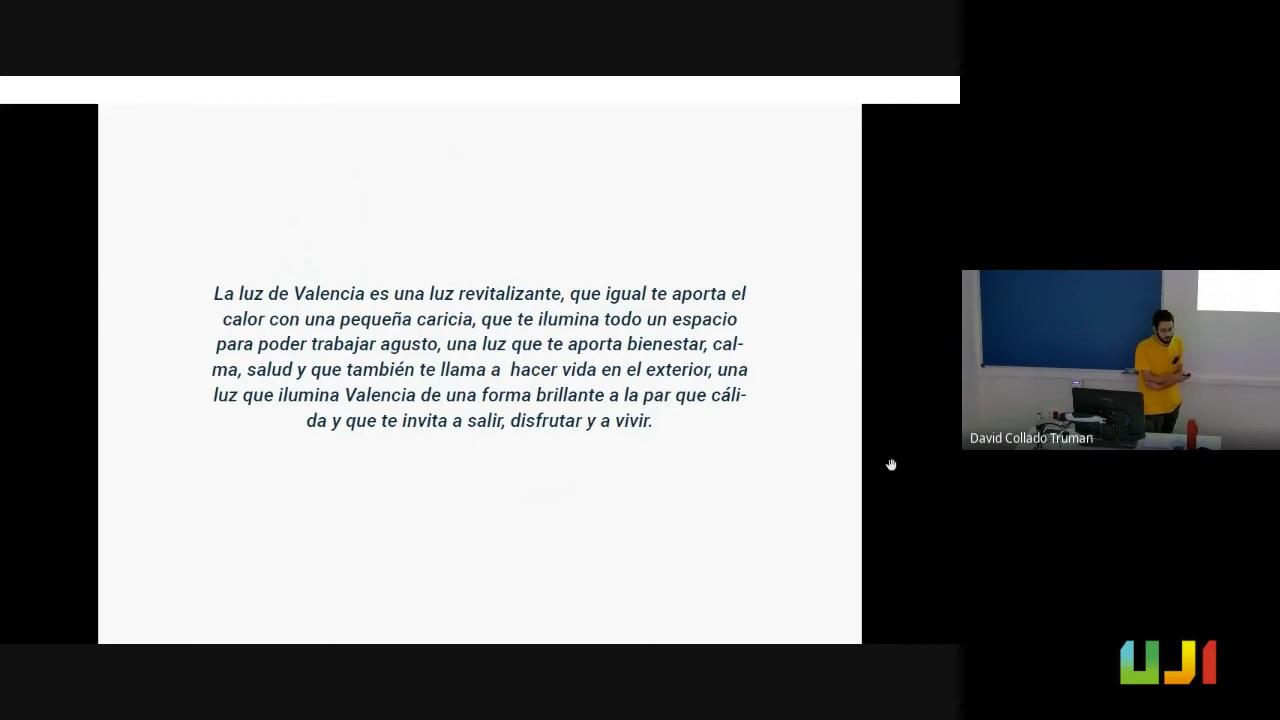 La luz de Valencia es una luz revitalizante, que igual te aporta el
calor con una pequeña caricia, que te ilumina todo un espacio
para poder trabajar agusto, una luz que te aporta bienestar, cal-
ma, salud y que también te llama a  hacer vida en el exterior, una
luz que ilumina Valencia de una forma brillante a la par que cáli-
da y que te invita a salir, disfrutar y a vivir.
David Collado Truman
UJI